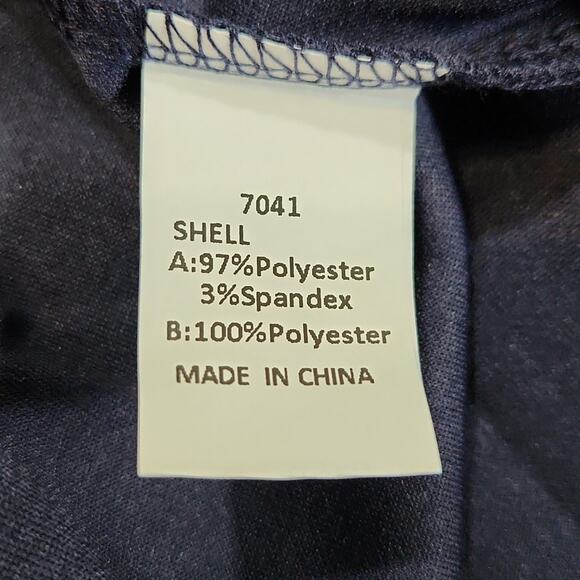 7041
SHELL
A:97%Polyester
3%Spandex
B:100%Polyester
MADE IN CHINA